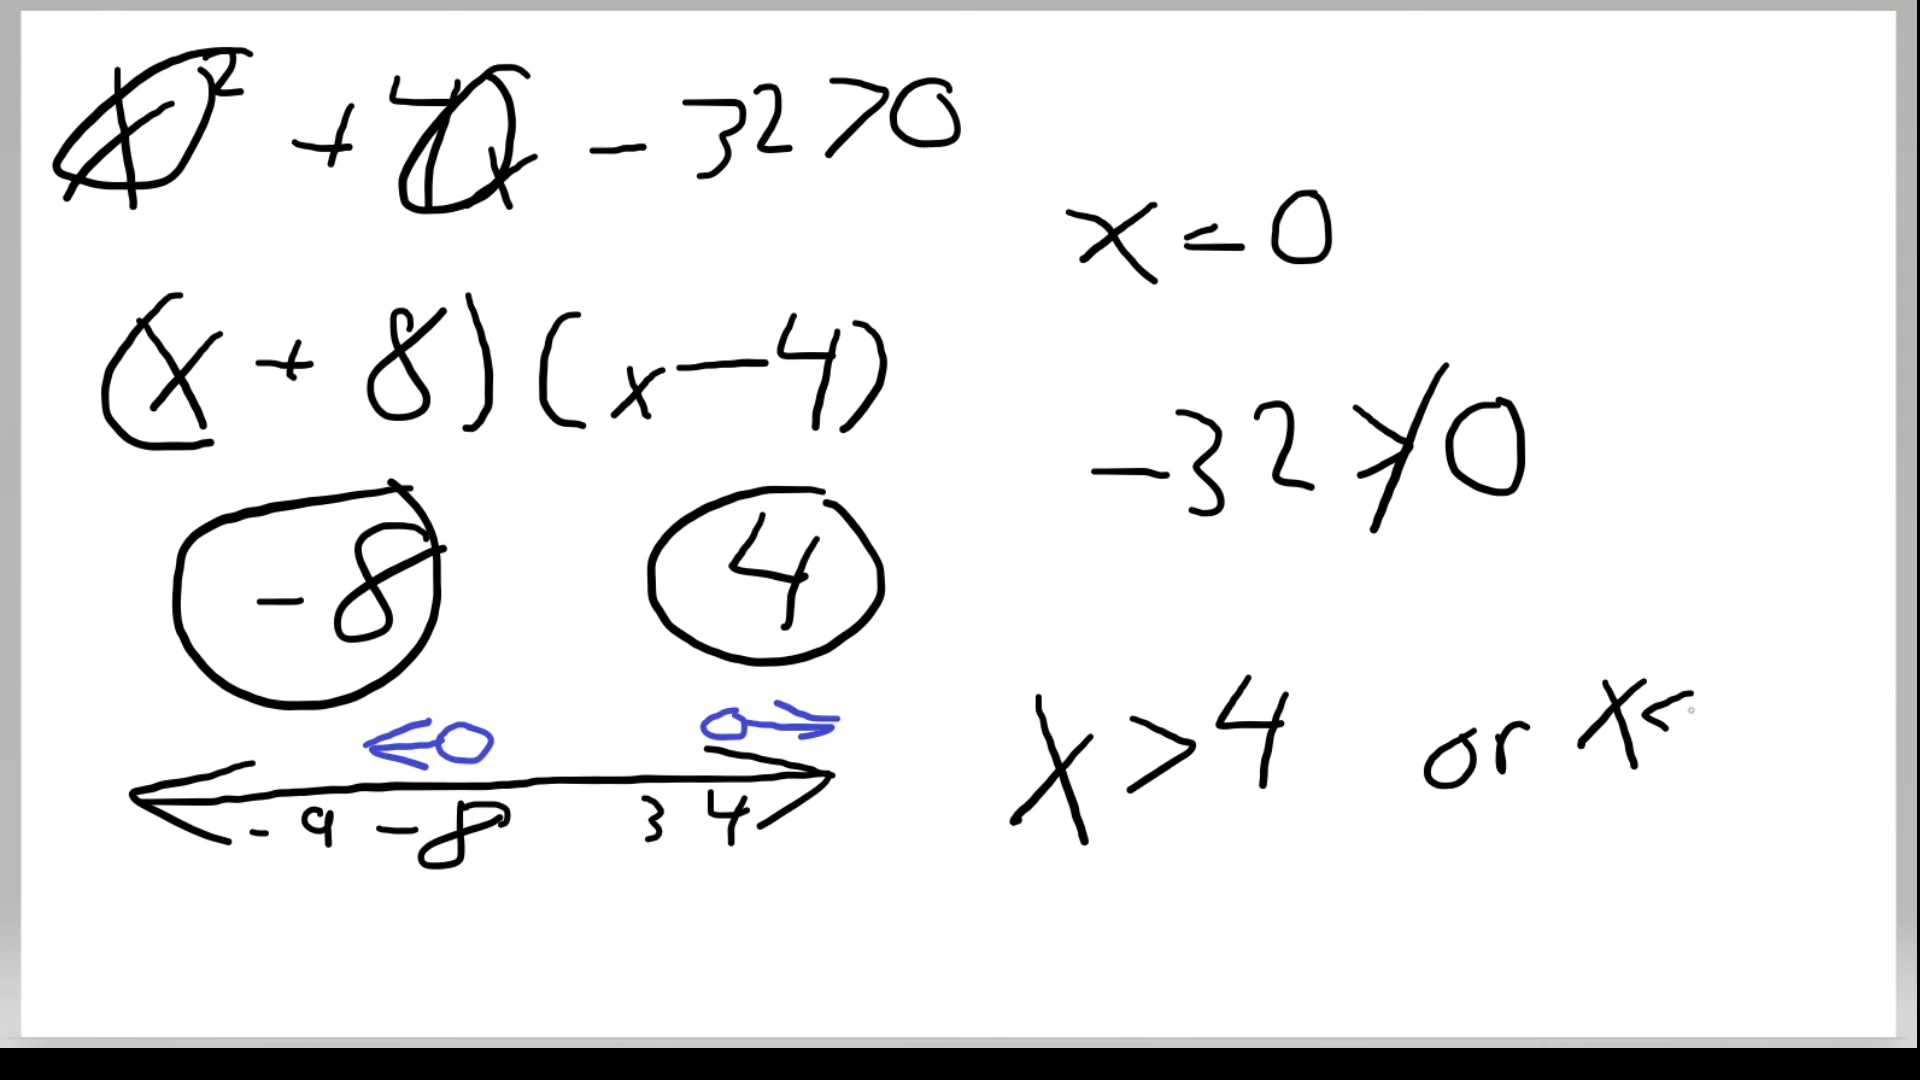 x² + 4x - 32 > 0
x = 0
(x + 8)(x - 4)
-32 ≯ 0
-8 4
x > 4 or x <
-9 -8 3 4